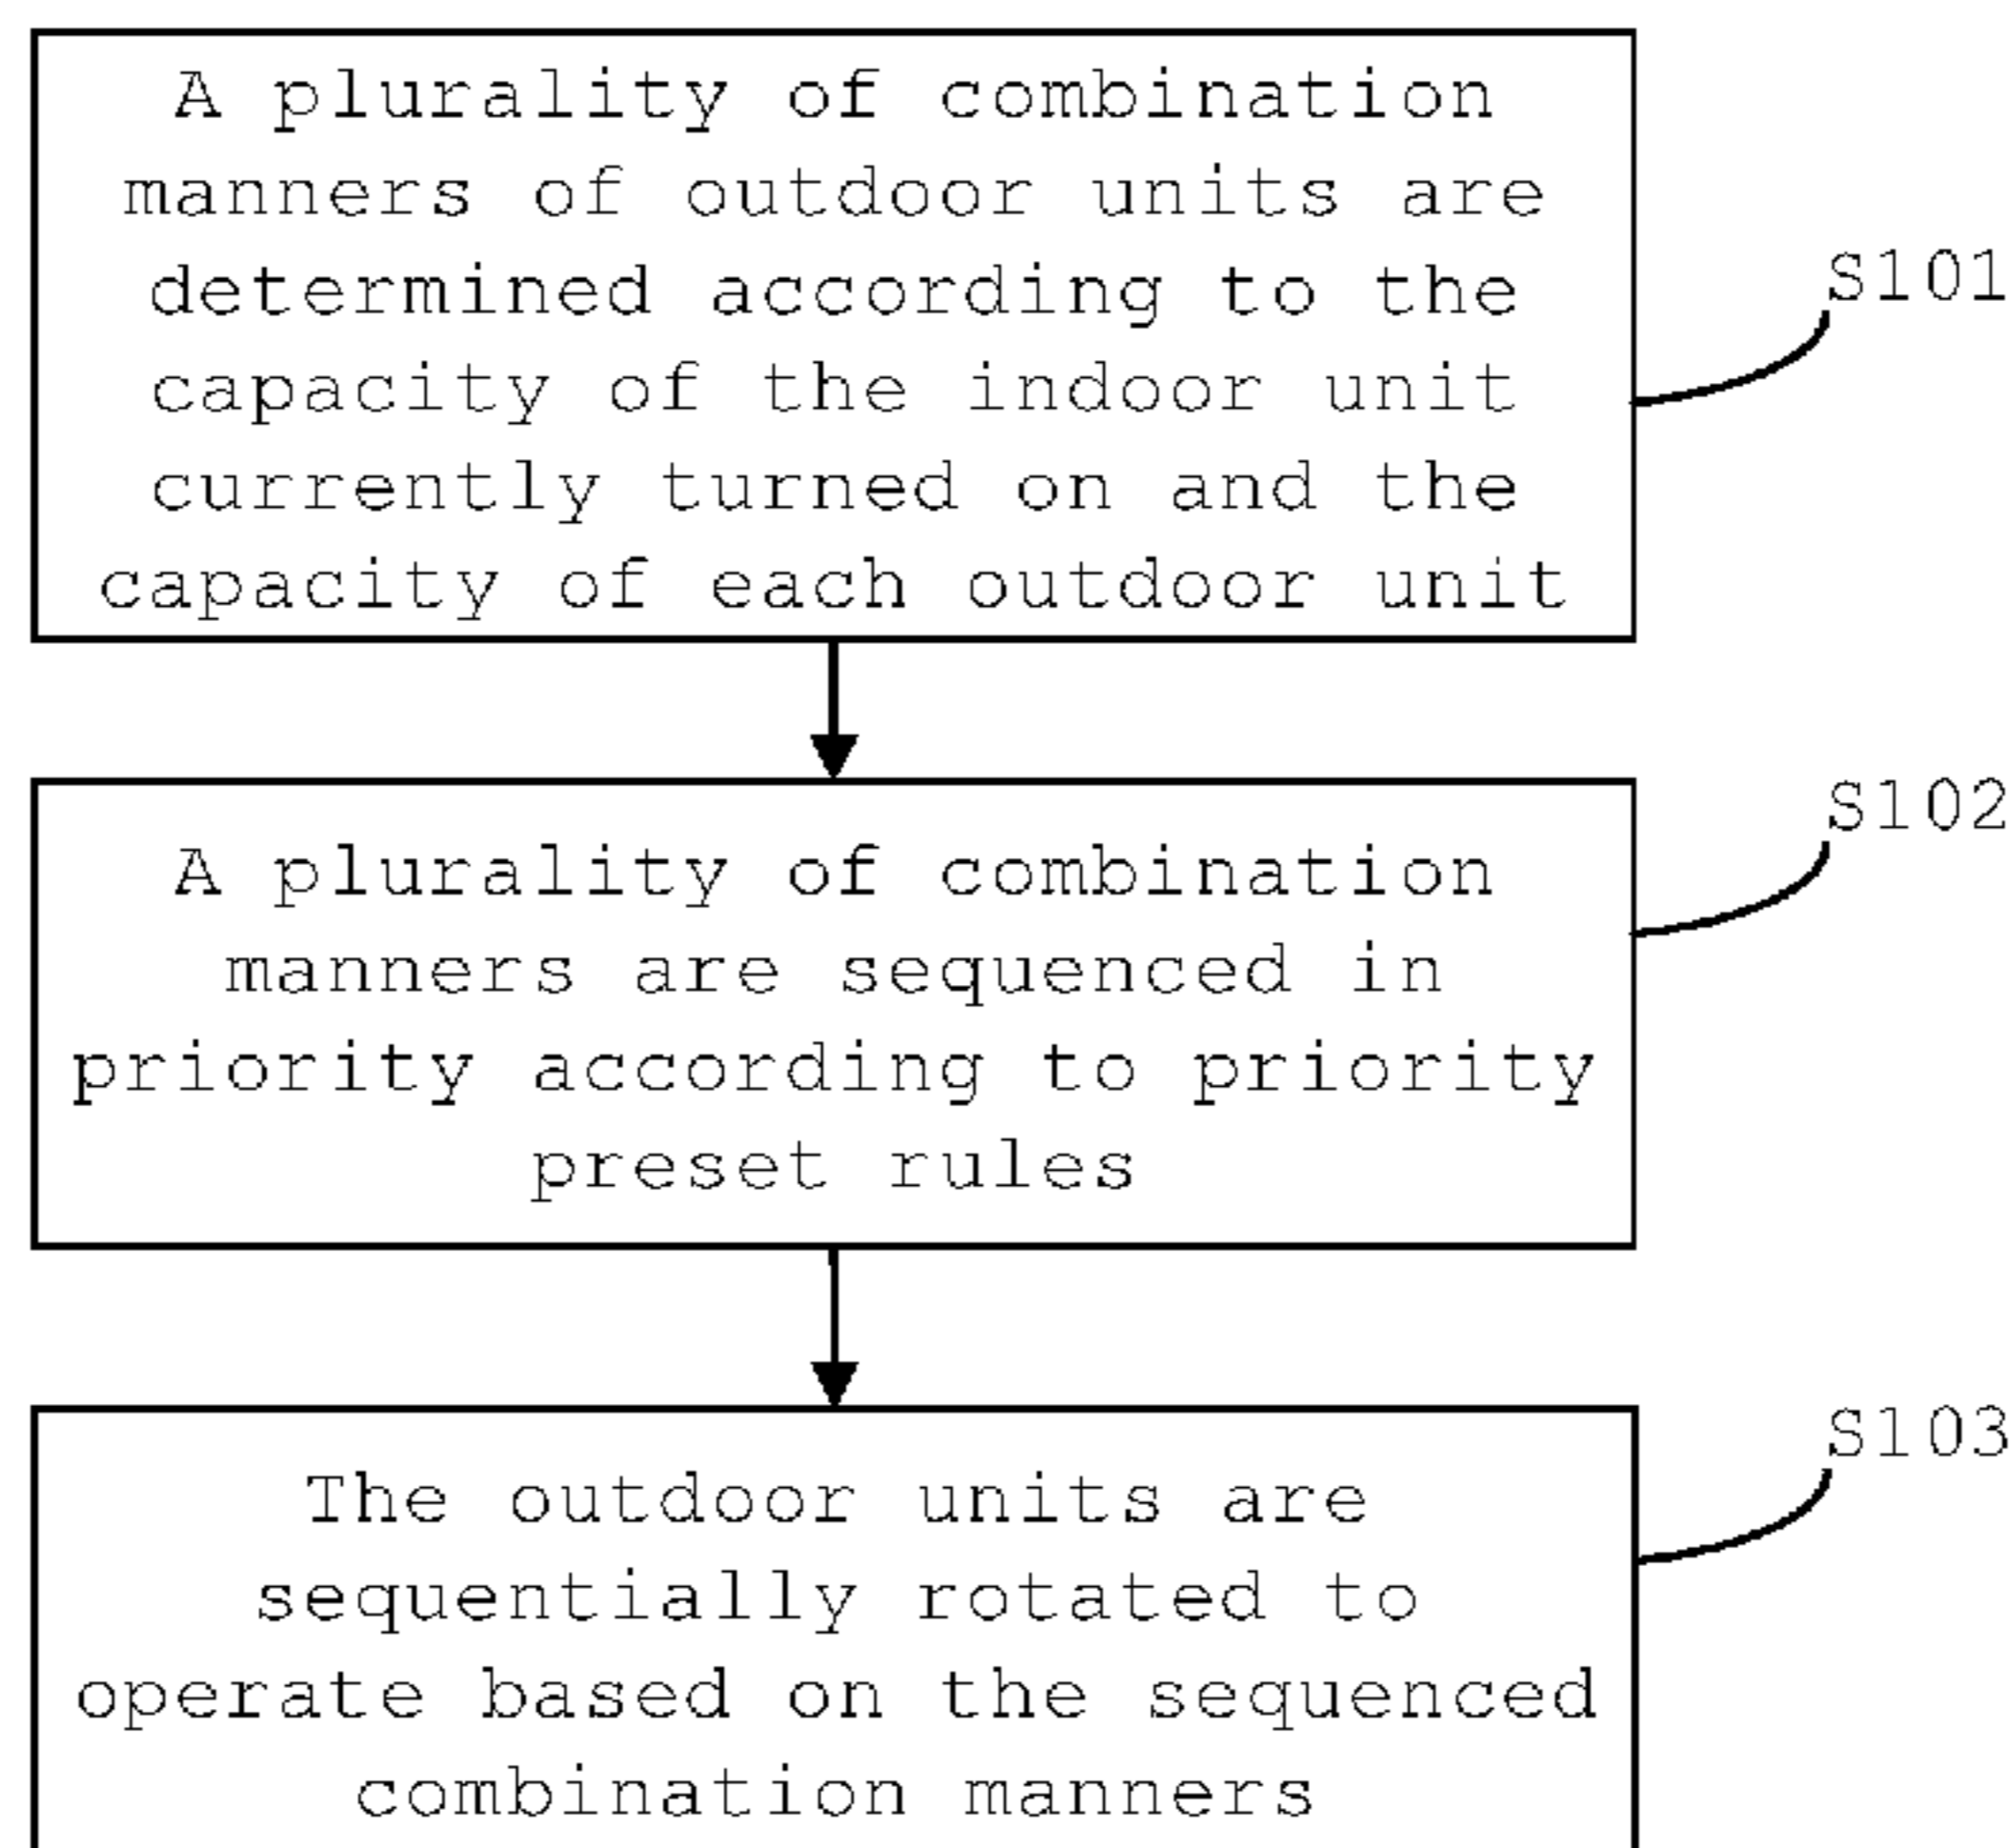 A plurality of combination
manners of outdoor units are
determined according to the
capacity of the indoor unit
currently turned on and the
capacity of each outdoor unit
S101
A plurality of combination
manners are sequenced in
priority according to priority
preset rules
S102
The outdoor units are
sequentially rotated to
operate based on the sequenced
combination manners
S103